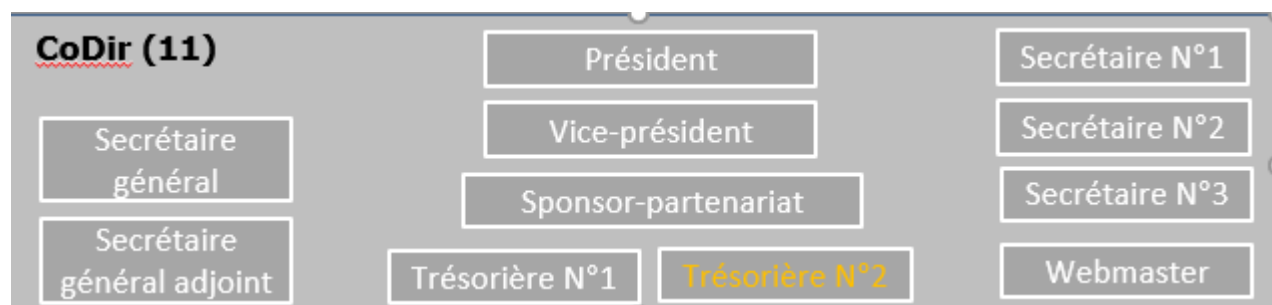 CoDir (11)
Président
Secrétaire N°1
Vice-président
Secrétaire N°2
Secrétaire
général
Sponsor-partenariat
Secrétaire N°3
Secrétaire
général adjoint
Trésorière N°1
Trésorière N°2
Webmaster